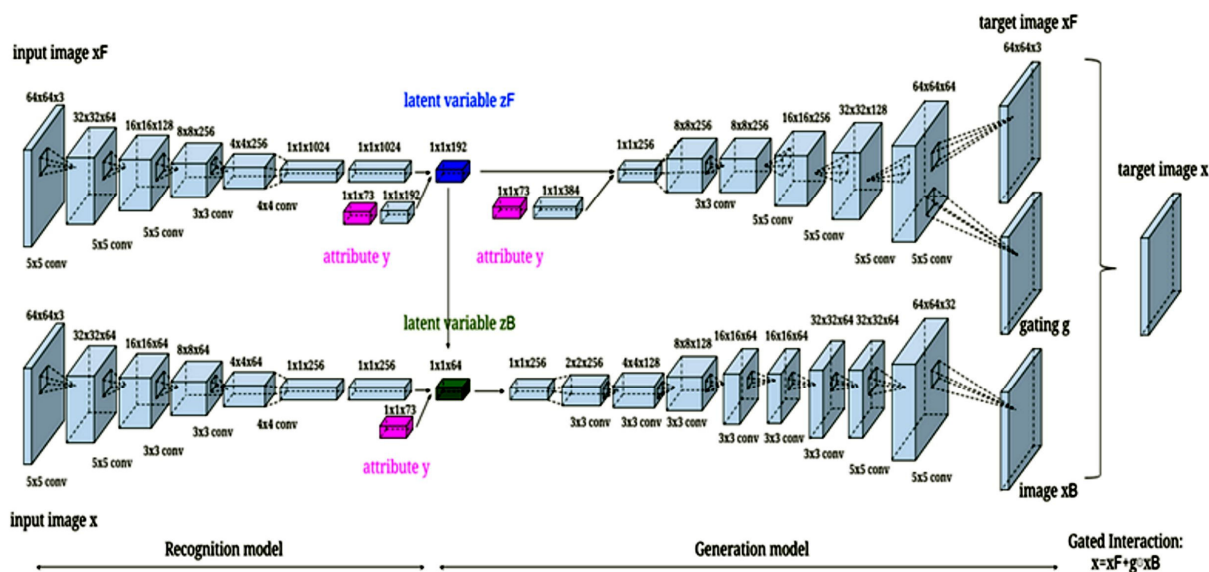 target image xF
input image xF
64x64x3
64x64x3
32x32x64
16x16x128
8x8x256
4x4x256
1x1x1024
1x1x1024
latent variable zF
1x1x192
1x1x256
8x8x256
8x8x256
16x16x256
32x32x128
64x64x64
target image x
1x1x73
1x1x192
1x1x73
1x1x384
5x5 conv
5x5 conv
5x5 conv
3x3 conv
4x4 conv
attribute y
attribute y
3x3 conv
5x5 conv
5x5 conv
5x5 conv
5x5 conv
gating g
64x64x3
32x32x64
16x16x64
8x8x64
4x4x64
1x1x256
1x1x256
latent variable zB
1x1x64
1x1x256
2x2x256
4x4x128
8x8x128
16x16x64
16x16x64
32x32x64
32x32x64
64x64x32
1x1x73
5x5 conv
5x5 conv
3x3 conv
3x3 conv
4x4 conv
attribute y
3x3 conv
3x3 conv
3x3 conv
3x3 conv
3x3 conv
3x3 conv
5x5 conv
5x5 conv
image xB
input image x
Recognition model
Generation model
Gated Interaction:
x=xF+g⊙xB